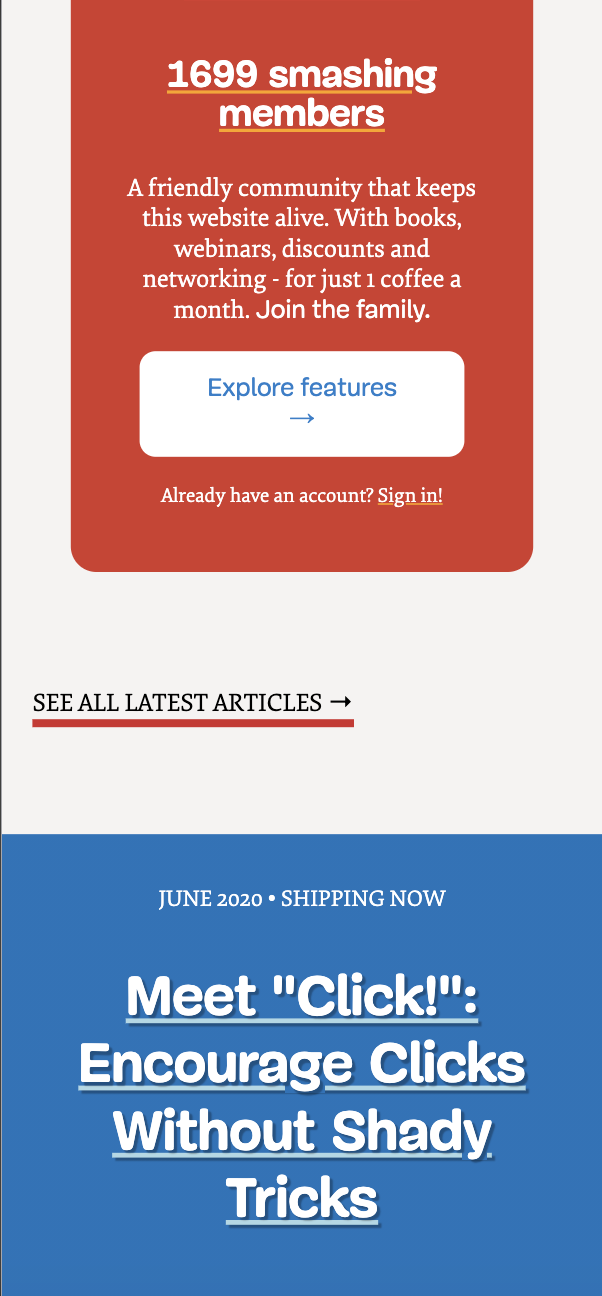 1699 smashing
members
A friendly community that keeps
this website alive. With books,
webinars, discounts and
networking - for just 1 coffee a
month. Join the family.
Explore features
→
Already have an account? Sign in!
SEE ALL LATEST ARTICLES →
JUNE 2020 • SHIPPING NOW
Meet "Click!":
Encourage Clicks
Without Shady
Tricks